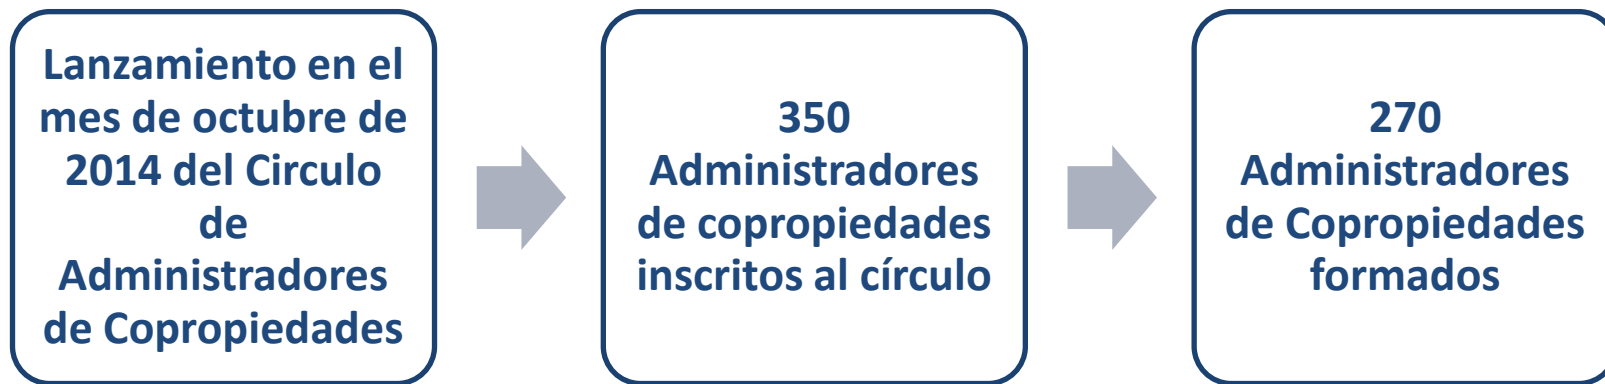 Lanzamiento en el
mes de octubre de
2014 del Circulo
de
Administradores
de Copropiedades
350
Administradores
de copropiedades
inscritos al círculo
270
Administradores
de Copropiedades
formados